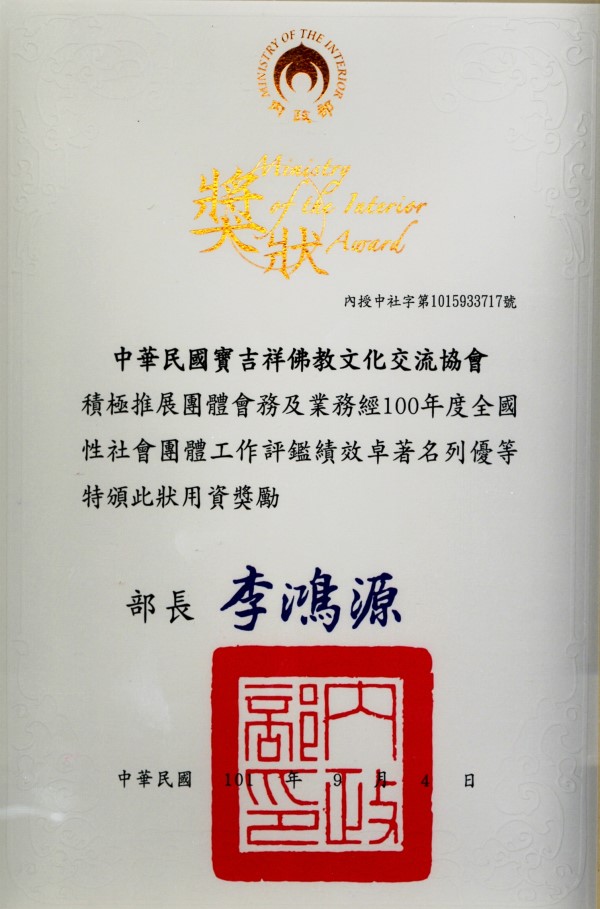 MINISTRY OF THE INTERIOR
內政部
獎狀
Ministry
of the Interior
Award
內授中社字第1015933717號
中華民國寶吉祥佛教文化交流協會
積極推展團體會務及業務經100年度全國
性社會團體工作評鑑績效卓著名列優等
特頒此狀用資獎勵
部長 李鴻源
內政部印
中華民國 101 年 9 月 4 日